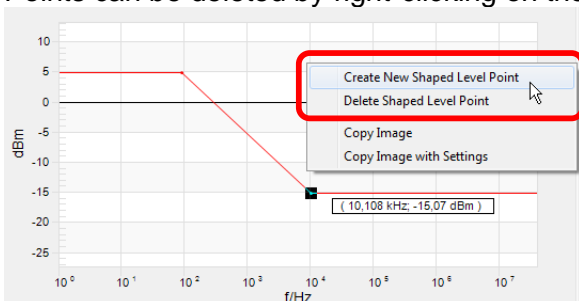 Points can be deleted by right clicking on the
10
5
0
-5
-10
-15
-20
-25
dBm
Create New Shaped Level Point
Delete Shaped Level Point
Copy Image
Copy Image with Settings
( 10,108 kHz; -15,07 dBm )
10⁰ 10¹ 10² 10³ 10⁴ 10⁵ 10⁶ 10⁷
f/Hz